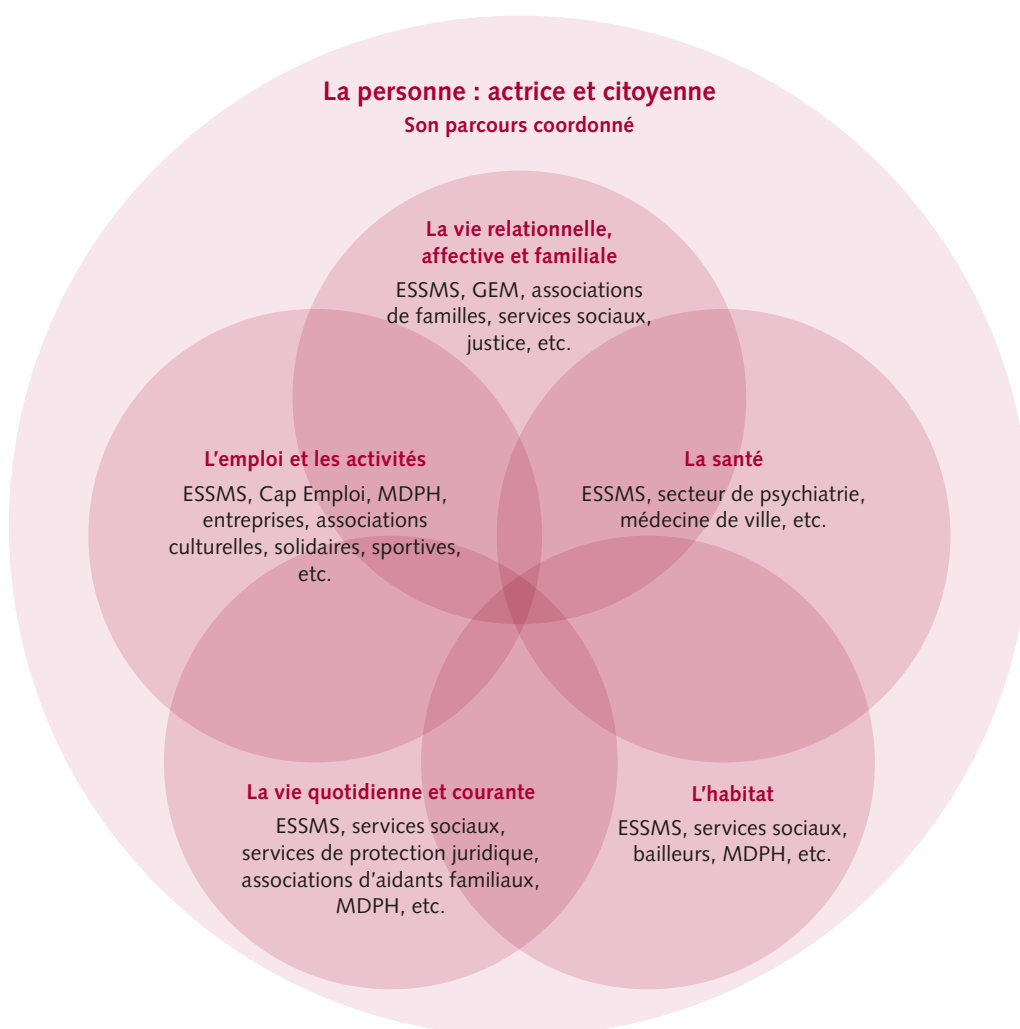 La personne : actrice et citoyenne
Son parcours coordonné
La vie relationnelle,
affective et familiale
ESSMS, GEM, associations
de familles, services sociaux,
justice, etc.
L'emploi et les activités
ESSMS, Cap Emploi, MDPH,
entreprises, associations
culturelles, solidaires, sportives,
etc.
La santé
ESSMS, secteur de psychiatrie,
médecine de ville, etc.
La vie quotidienne et courante
ESSMS, services sociaux,
services de protection juridique,
associations d'aidants familiaux,
MDPH, etc.
L'habitat
ESSMS, services sociaux,
bailleurs, MDPH, etc.